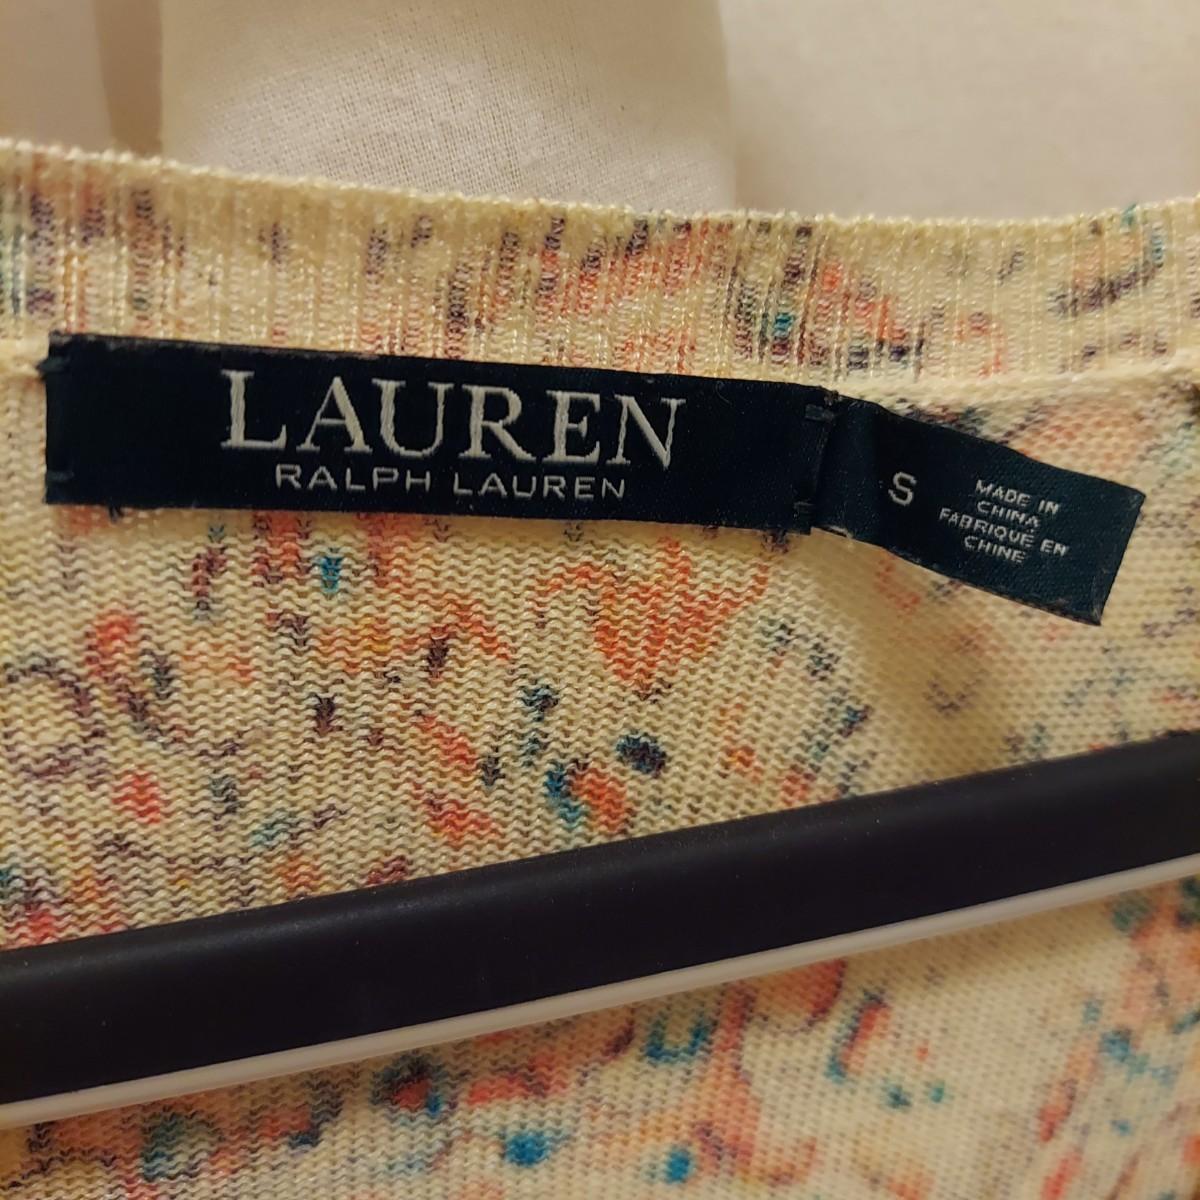 LAUREN
RALPH LAUREN
S
MADE IN
CHINA
FABRIQUÉ EN
CHINE